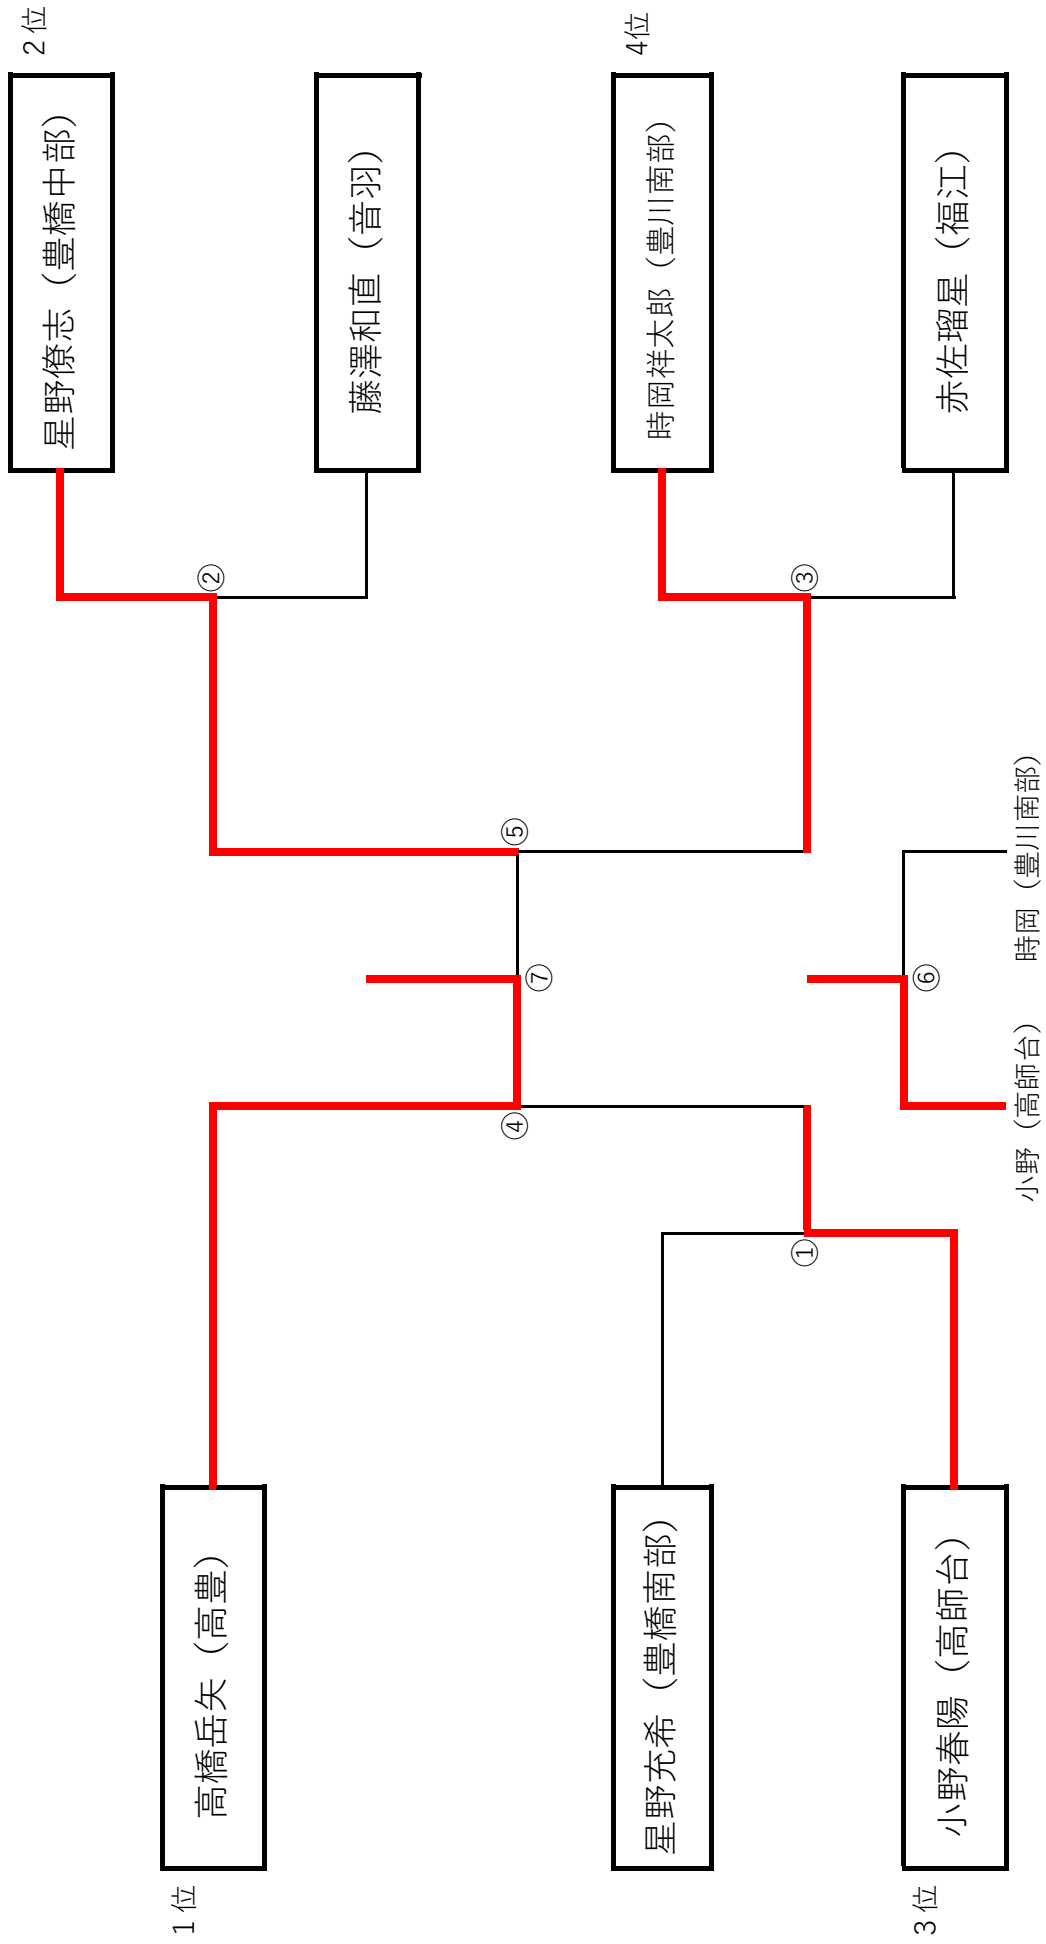 1位
高橋岳矢（高豊）
星野充希（豊橋南部）
3位
小野春陽（高師台）
①
④
⑦
⑤
②
③
⑥
小野（高師台）
時岡（豊川南部）
2位
星野僚志（豊橋中部）
藤澤和直（音羽）
4位
時岡祥太郎（豊川南部）
赤佐瑠星（福江）